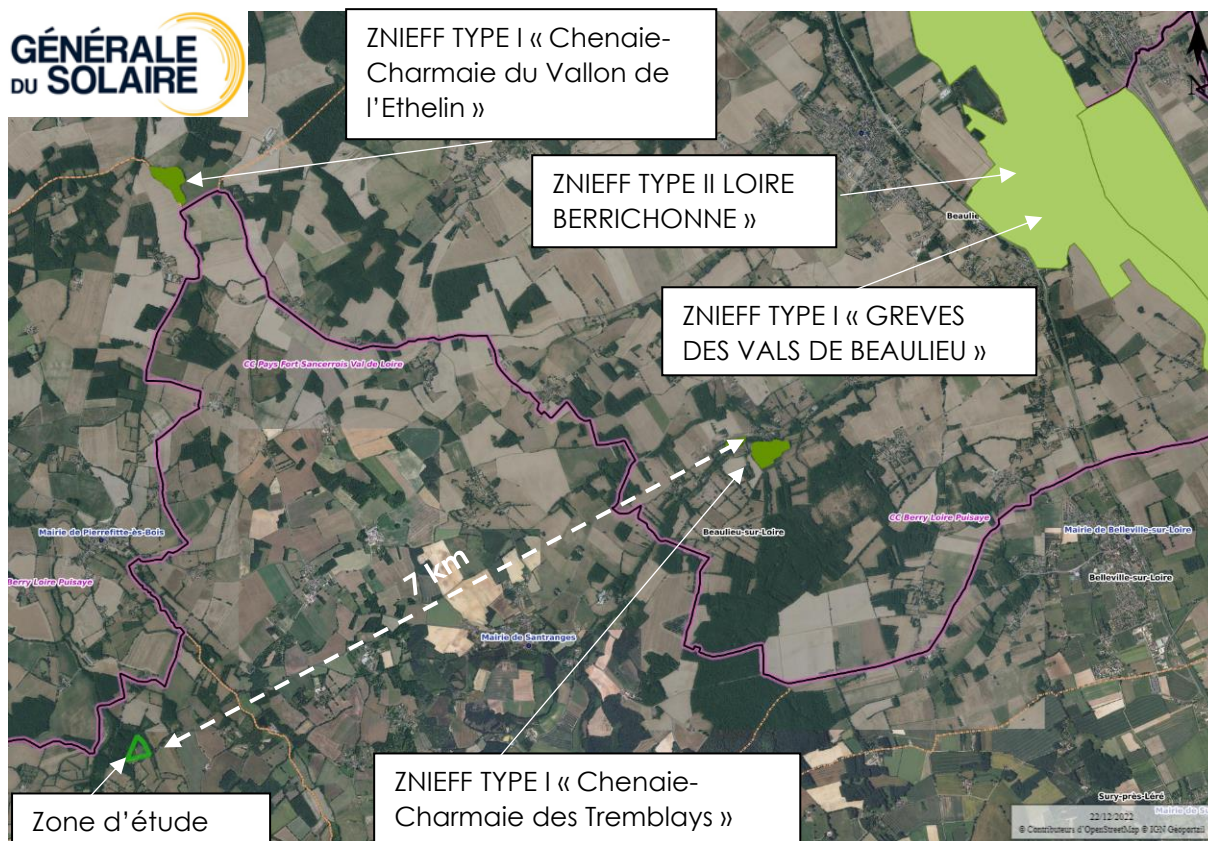 GÉNÉRALE
DU SOLAIRE
ZNIEFF TYPE I « Chenaie-
Charmaie du Vallon de
l’Ethelin »
N
ZNIEFF TYPE II LOIRE
BERRICHONNE »
Beaulie
ZNIEFF TYPE I « GREVES
DES VALS DE BEAULIEU »
CC Pays Fort Sancerrois Val de Loire
Mairie de Pierrefitte-ès-Bois
Beaulieu-sur-Loire
CC Berry Loire Puisaye
Mairie de Belleville-sur-Loire
Berry Loire Puisaye
7 km
Belleville-sur-Loire
Mairie de Santranges
ZNIEFF TYPE I « Chenaie-
Charmaie des Tremblays »
Zone d’étude
Sury-près-Léré
22/12/2022
© Contributeurs d'OpenStreetMap © IGN Geoportail